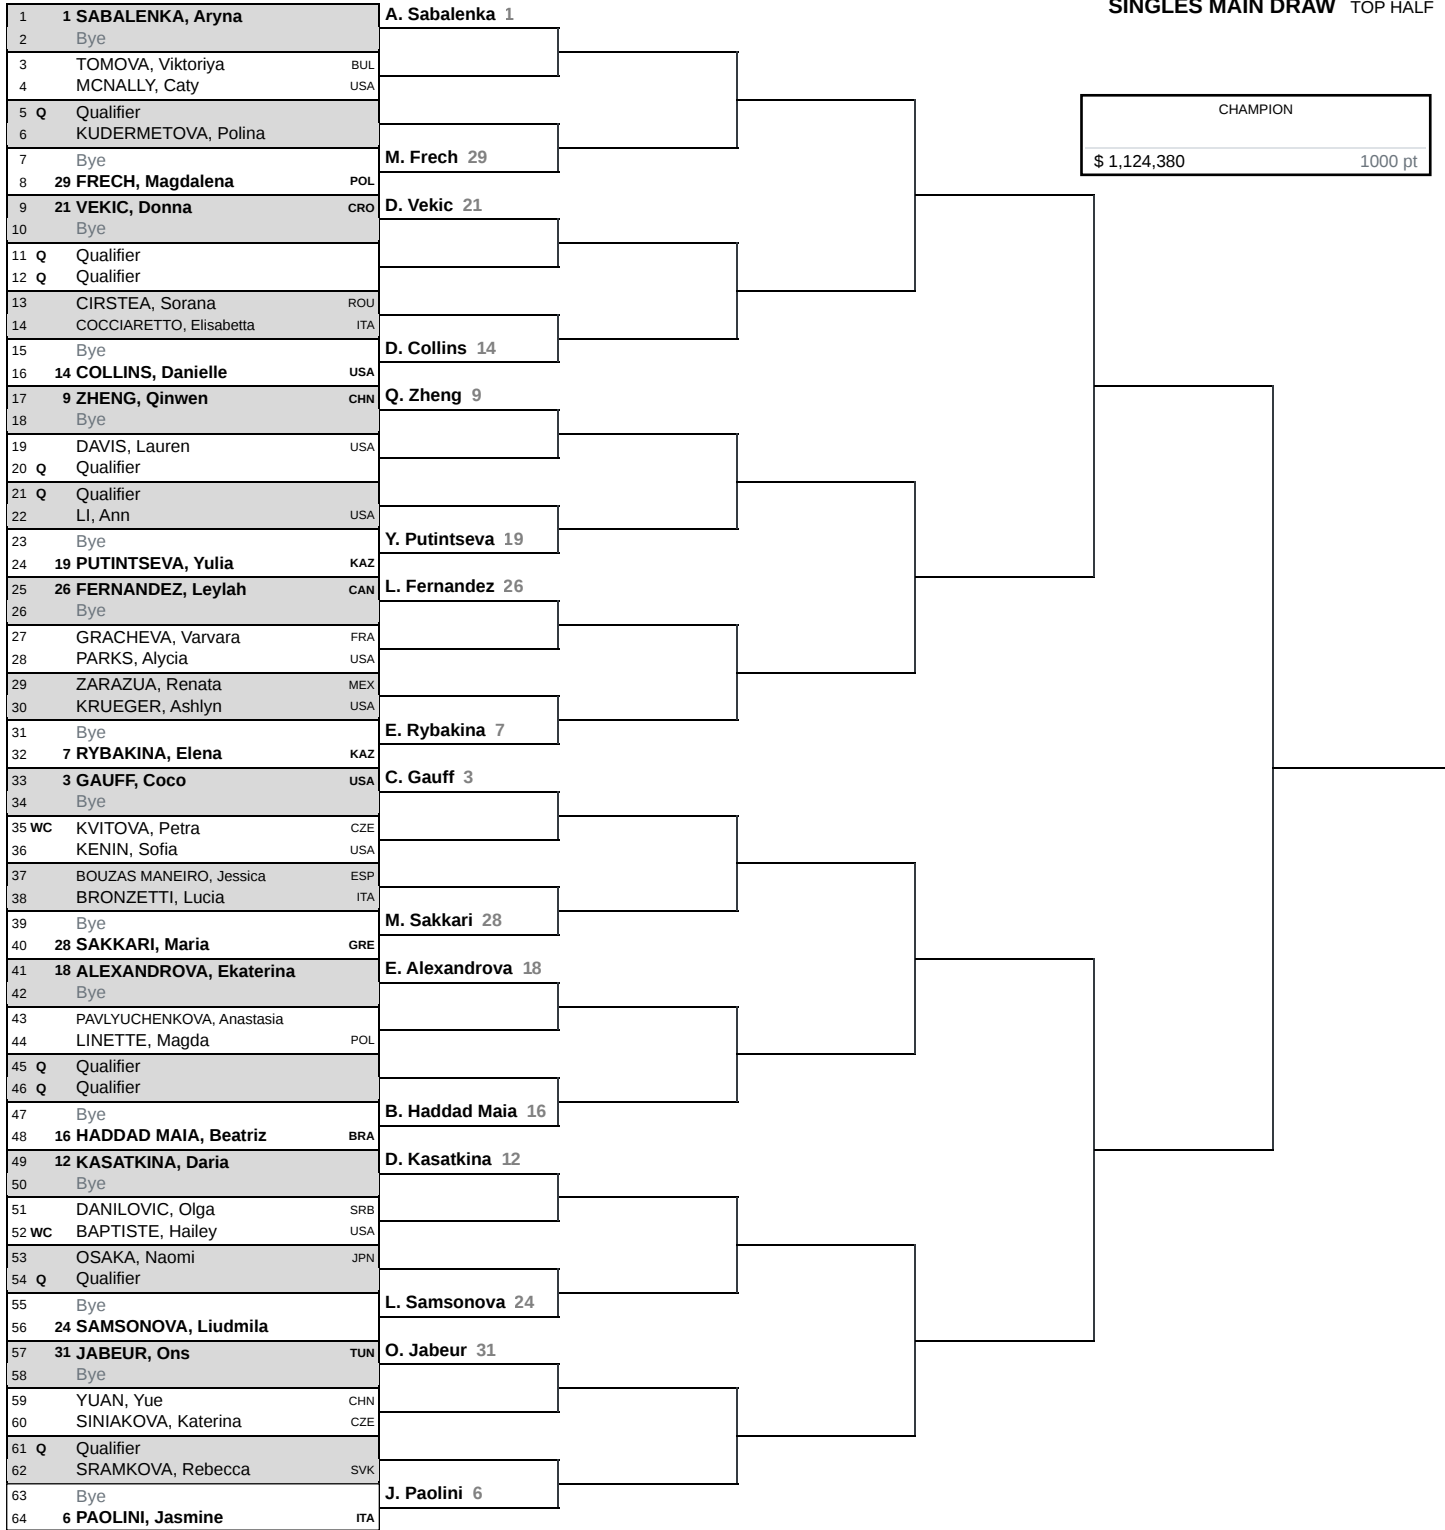 SINGLES MAIN DRAW TOP HALF
CHAMPION
$ 1,124,380 1000 pt
1 1 SABALENKA, Aryna
2 Bye
3 TOMOVA, Viktoriya BUL
4 MCNALLY, Caty USA
5 Q Qualifier
6 KUDERMETOVA, Polina
7 Bye
8 29 FRECH, Magdalena POL
9 21 VEKIC, Donna CRO
10 Bye
11 Q Qualifier
12 Q Qualifier
13 CIRSTEA, Sorana ROU
14 COCCIARETTO, Elisabetta ITA
15 Bye
16 14 COLLINS, Danielle USA
17 9 ZHENG, Qinwen CHN
18 Bye
19 DAVIS, Lauren USA
20 Q Qualifier
21 Q Qualifier
22 LI, Ann USA
23 Bye
24 19 PUTINTSEVA, Yulia KAZ
25 26 FERNANDEZ, Leylah CAN
26 Bye
27 GRACHEVA, Varvara FRA
28 PARKS, Alycia USA
29 ZARAZUA, Renata MEX
30 KRUEGER, Ashlyn USA
31 Bye
32 7 RYBAKINA, Elena KAZ
33 3 GAUFF, Coco USA
34 Bye
35 WC KVITOVA, Petra CZE
36 KENIN, Sofia USA
37 BOUZAS MANEIRO, Jessica ESP
38 BRONZETTI, Lucia ITA
39 Bye
40 28 SAKKARI, Maria GRE
41 18 ALEXANDROVA, Ekaterina
42 Bye
43 PAVLYUCHENKOVA, Anastasia
44 LINETTE, Magda POL
45 Q Qualifier
46 Q Qualifier
47 Bye
48 16 HADDAD MAIA, Beatriz BRA
49 12 KASATKINA, Daria
50 Bye
51 DANILOVIC, Olga SRB
52 WC BAPTISTE, Hailey USA
53 OSAKA, Naomi JPN
54 Q Qualifier
55 Bye
56 24 SAMSONOVA, Liudmila
57 31 JABEUR, Ons TUN
58 Bye
59 YUAN, Yue CHN
60 SINIAKOVA, Katerina CZE
61 Q Qualifier
62 SRAMKOVA, Rebecca SVK
63 Bye
64 6 PAOLINI, Jasmine ITA
A. Sabalenka 1
M. Frech 29
D. Vekic 21
D. Collins 14
Q. Zheng 9
Y. Putintseva 19
L. Fernandez 26
E. Rybakina 7
C. Gauff 3
M. Sakkari 28
E. Alexandrova 18
B. Haddad Maia 16
D. Kasatkina 12
L. Samsonova 24
O. Jabeur 31
J. Paolini 6